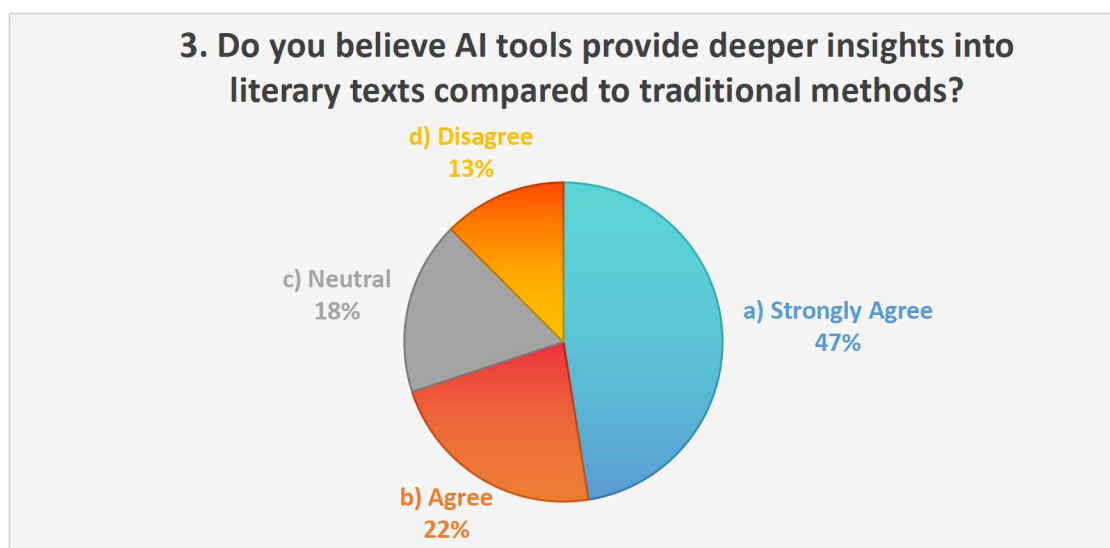 3. Do you believe AI tools provide deeper insights into
literary texts compared to traditional methods?
d) Disagree
13%
c) Neutral
18%
a) Strongly Agree
47%
b) Agree
22%